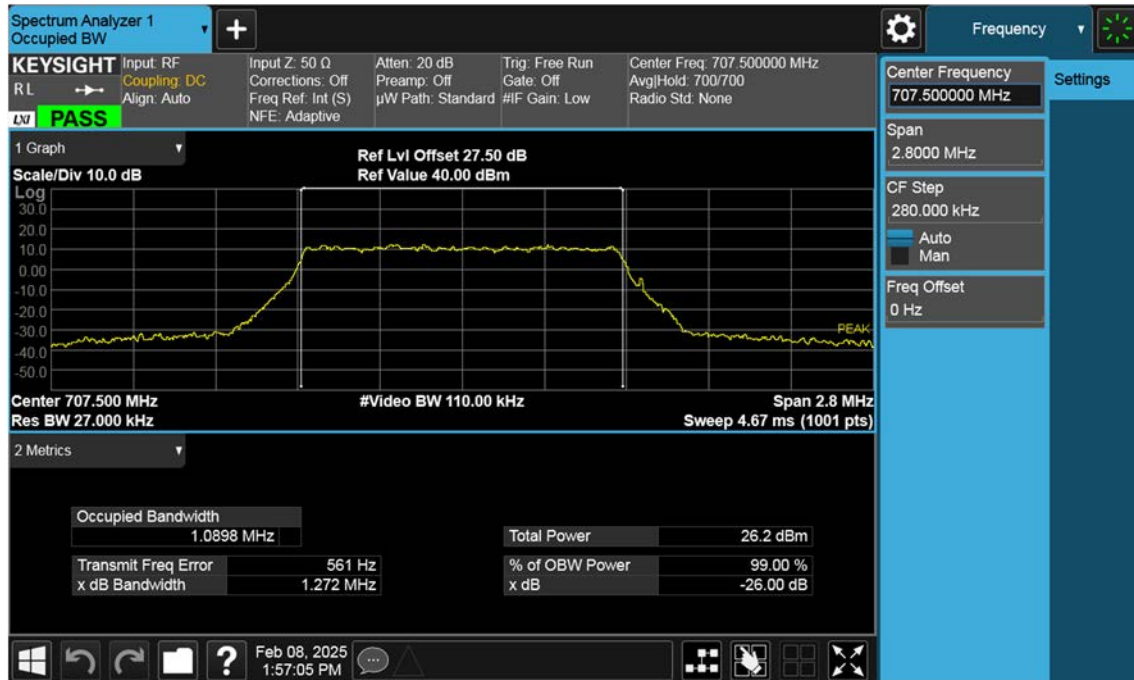 Spectrum Analyzer 1
Occupied BW
+
Frequency
KEYSIGHT
RL
LXI PASS
Input: RF
Coupling: DC
Align: Auto
Input Z: 50 Ω
Corrections: Off
Freq Ref: Int (S)
NFE: Adaptive
Atten: 20 dB
Preamp: Off
µW Path: Standard
Trig: Free Run
Gate: Off
#IF Gain: Low
Center Freq: 707.500000 MHz
Avg|Hold: 700/700
Radio Std: None
Center Frequency
707.500000 MHz
Settings
Span
2.8000 MHz
CF Step
280.000 kHz
Auto
Man
Freq Offset
0 Hz
1 Graph
Ref Lvl Offset 27.50 dB
Scale/Div 10.0 dB
Ref Value 40.00 dBm
Log
30.0
20.0
10.0
0.00
-10.0
-20.0
-30.0
-40.0
-50.0
PEAK
Center 707.500 MHz
#Video BW 110.00 kHz
Span 2.8 MHz
Res BW 27.000 kHz
Sweep 4.67 ms (1001 pts)
2 Metrics
Occupied Bandwidth
1.0898 MHz
Total Power 26.2 dBm
Transmit Freq Error 561 Hz
% of OBW Power 99.00 %
x dB Bandwidth 1.272 MHz
x dB -26.00 dB
?
Feb 08, 2025
1:57:05 PM